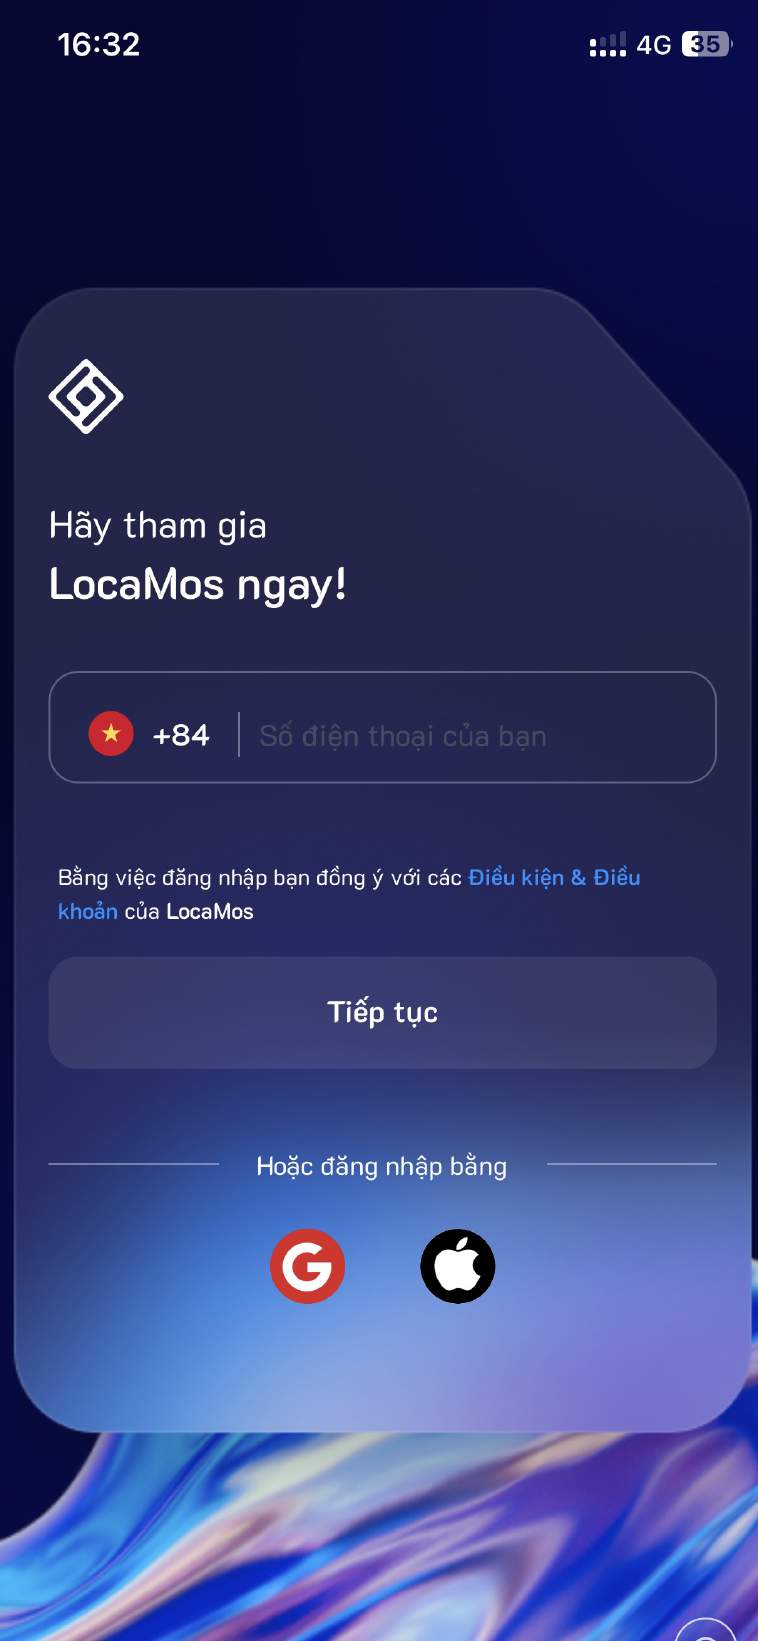 16:32
4G 35
Hãy tham gia
LocaMos ngay!
+84 Số điện thoại của bạn
Bằng việc đăng nhập bạn đồng ý với các Điều kiện & Điều
khoản của LocaMos
Tiếp tục
Hoặc đăng nhập bằng